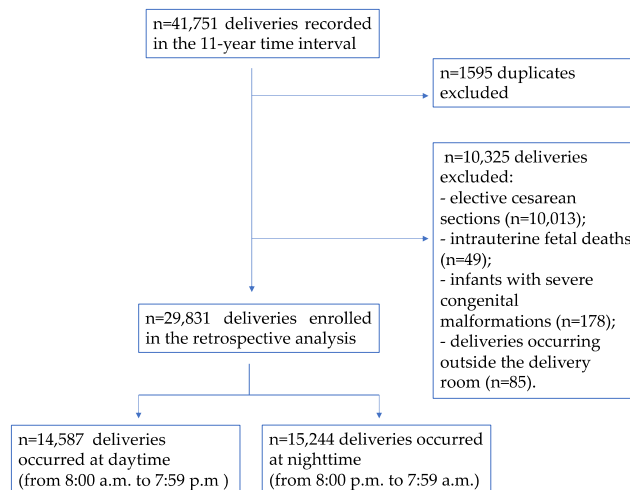 n=41,751 deliveries recorded
in the 11-year time interval
n=1595 duplicates
excluded
n=10,325 deliveries
excluded:
- elective cesarean
sections (n=10,013);
- intrauterine fetal deaths
(n=49);
- infants with severe
congenital
malformations (n=178);
- deliveries occurring
outside the delivery
room (n=85).
n=29,831 deliveries enrolled
in the retrospective analysis
n=14,587 deliveries
occurred at daytime
(from 8:00 a.m. to 7:59 p.m )
n=15,244 deliveries occurred
at nighttime
(from 8:00 p.m. to 7:59 a.m.)